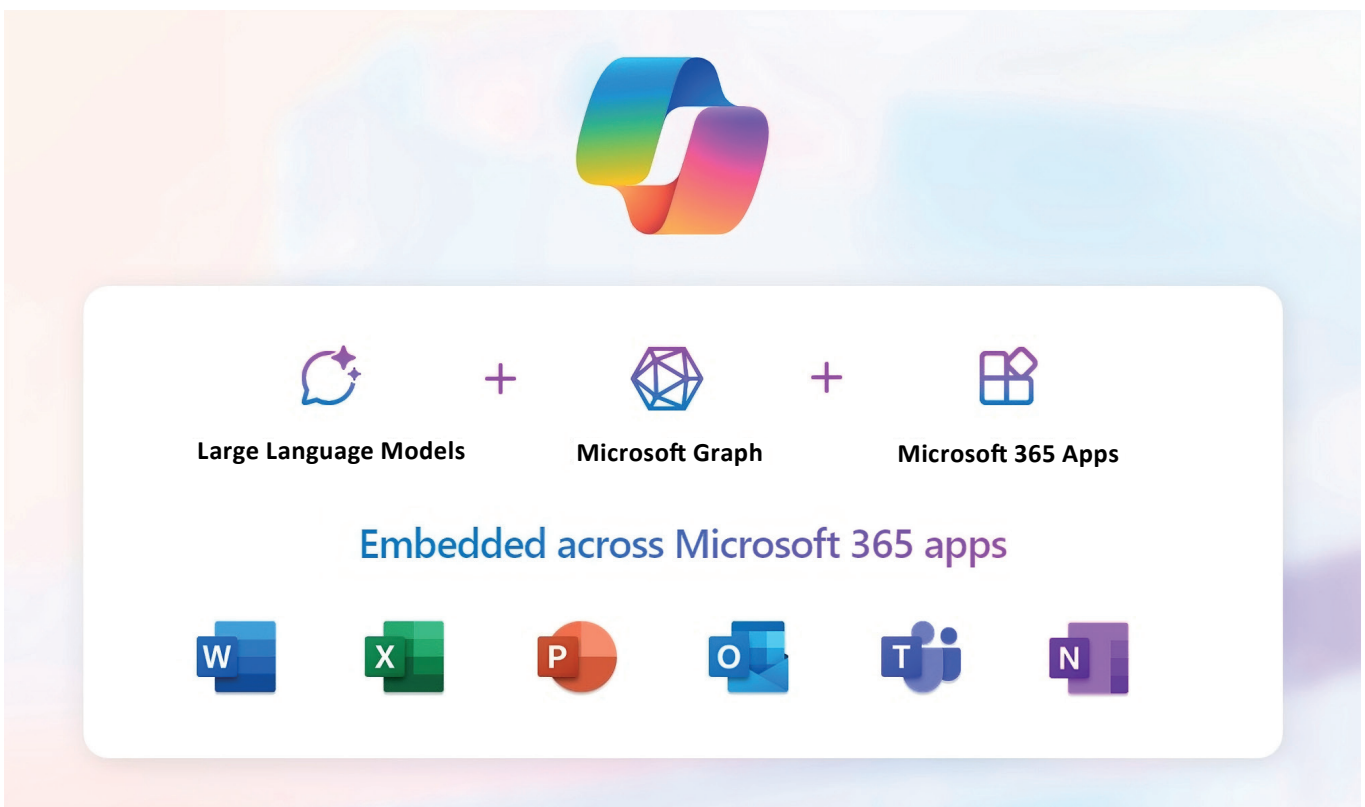 Large Language Models
Microsoft Graph
Microsoft 365 Apps
Embedded across Microsoft 365 apps
W
X
P
O
T
N